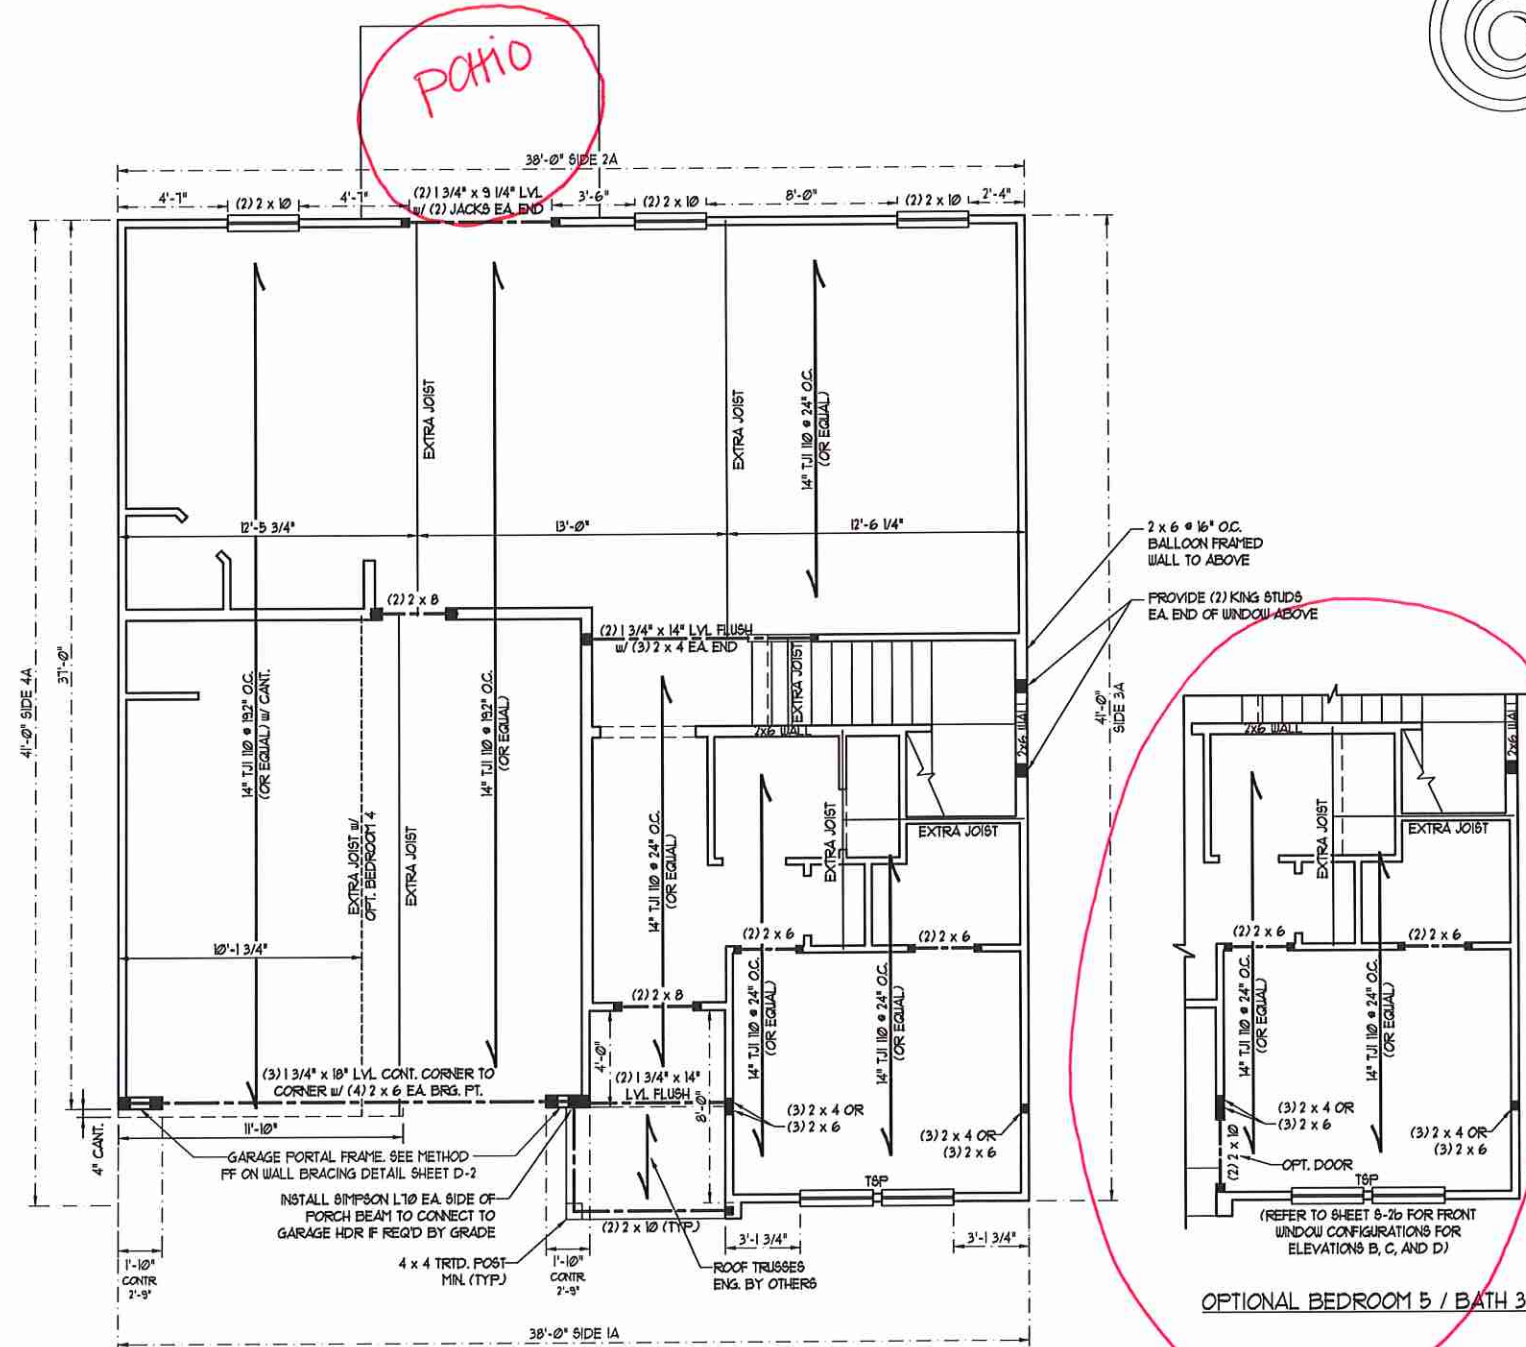 PATIO
38'-0" SIDE 2A
4'-7"
(2) 2 x 10
4'-7"
(2) 1 3/4" x 9 1/4" LVL
w/ (2) JACKS EA. END
3'-6"
(2) 2 x 10
8'-0"
(2) 2 x 10
2'-4"
41'-0" SIDE 4A
37'-0"
EXTRA JOIST
EXTRA JOIST
14" TJI 110 @ 24" O.C.
(OR EQUAL)
12'-5 3/4"
13'-0"
12'-6 1/4"
2 x 6 @ 16" O.C.
BALLOON FRAMED
WALL TO ABOVE
PROVIDE (2) KING STUDS
EA. END OF WINDOW ABOVE
(2) 2 x 8
(2) 1 3/4" x 14" LVL FLUSH
w/ (3) 2 x 4 EA. END
EXTRA JOIST
2x6 WALL
2x6 WALL
41'-0"
SIDE 3A
14" TJI 110 @ 19.2" O.C.
(OR EQUAL) w/ CANT.
14" TJI 110 @ 19.2" O.C.
(OR EQUAL)
EXTRA JOIST w/
OPT. BEDROOM 4
EXTRA JOIST
14" TJI 110 @ 24" O.C.
(OR EQUAL)
EXTRA JOIST
EXTRA JOIST
10'-1 3/4"
(2) 2 x 6
(2) 2 x 6
(2) 2 x 8
14" TJI 110 @ 24" O.C.
(OR EQUAL)
14" TJI 110 @ 24" O.C.
(OR EQUAL)
4'-0"
8'-0"
(3) 1 3/4" x 18" LVL CONT. CORNER TO
CORNER w/ (4) 2 x 6 EA. BRG. PT.
(2) 1 3/4" x 14"
LVL FLUSH
(3) 2 x 4 OR
(3) 2 x 6
(3) 2 x 4 OR
(3) 2 x 6
4" CANT.
11'-10"
GARAGE PORTAL FRAME. SEE METHOD
PF ON WALL BRACING DETAIL SHEET D-2
INSTALL SIMPSON L70 EA. SIDE OF
PORCH BEAM TO CONNECT TO
GARAGE HDR IF REQ'D BY GRADE
TSP
(2) 2 x 10 (TYP.)
4 x 4 TRTD. POST
MIN. (TYP.)
1'-10"
CONTR
2'-9"
1'-10"
CONTR
2'-9"
3'-1 3/4"
3'-1 3/4"
ROOF TRUSSES
ENG. BY OTHERS
38'-0" SIDE 1A
2x6 WALL
2x6 WALL
EXTRA JOIST
EXTRA JOIST
(2) 2 x 6
(2) 2 x 6
14" TJI 110 @ 24" O.C.
(OR EQUAL)
14" TJI 110 @ 24" O.C.
(OR EQUAL)
(3) 2 x 4 OR
(3) 2 x 6
(3) 2 x 4 OR
(3) 2 x 6
(2) 2 x 10
OPT. DOOR
TSP
(REFER TO SHEET S-2b FOR FRONT
WINDOW CONFIGURATIONS FOR
ELEVATIONS B, C, AND D)
OPTIONAL BEDROOM 5 / BATH 3